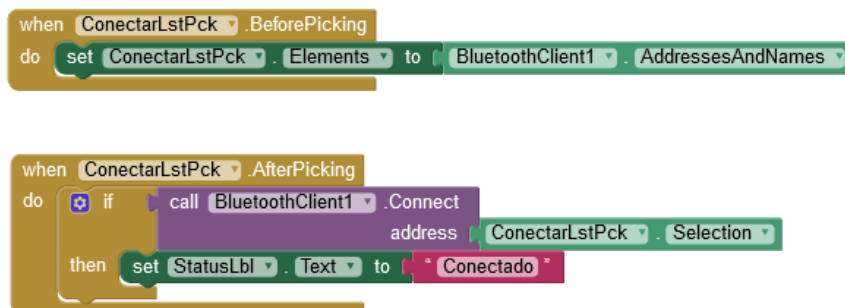 when ConectarLstPck .BeforePicking
do set ConectarLstPck . Elements to BluetoothClient1 . AddressesAndNames
when ConectarLstPck .AfterPicking
do if call BluetoothClient1 .Connect
address ConectarLstPck . Selection
then set StatusLbl . Text to " Conectado "